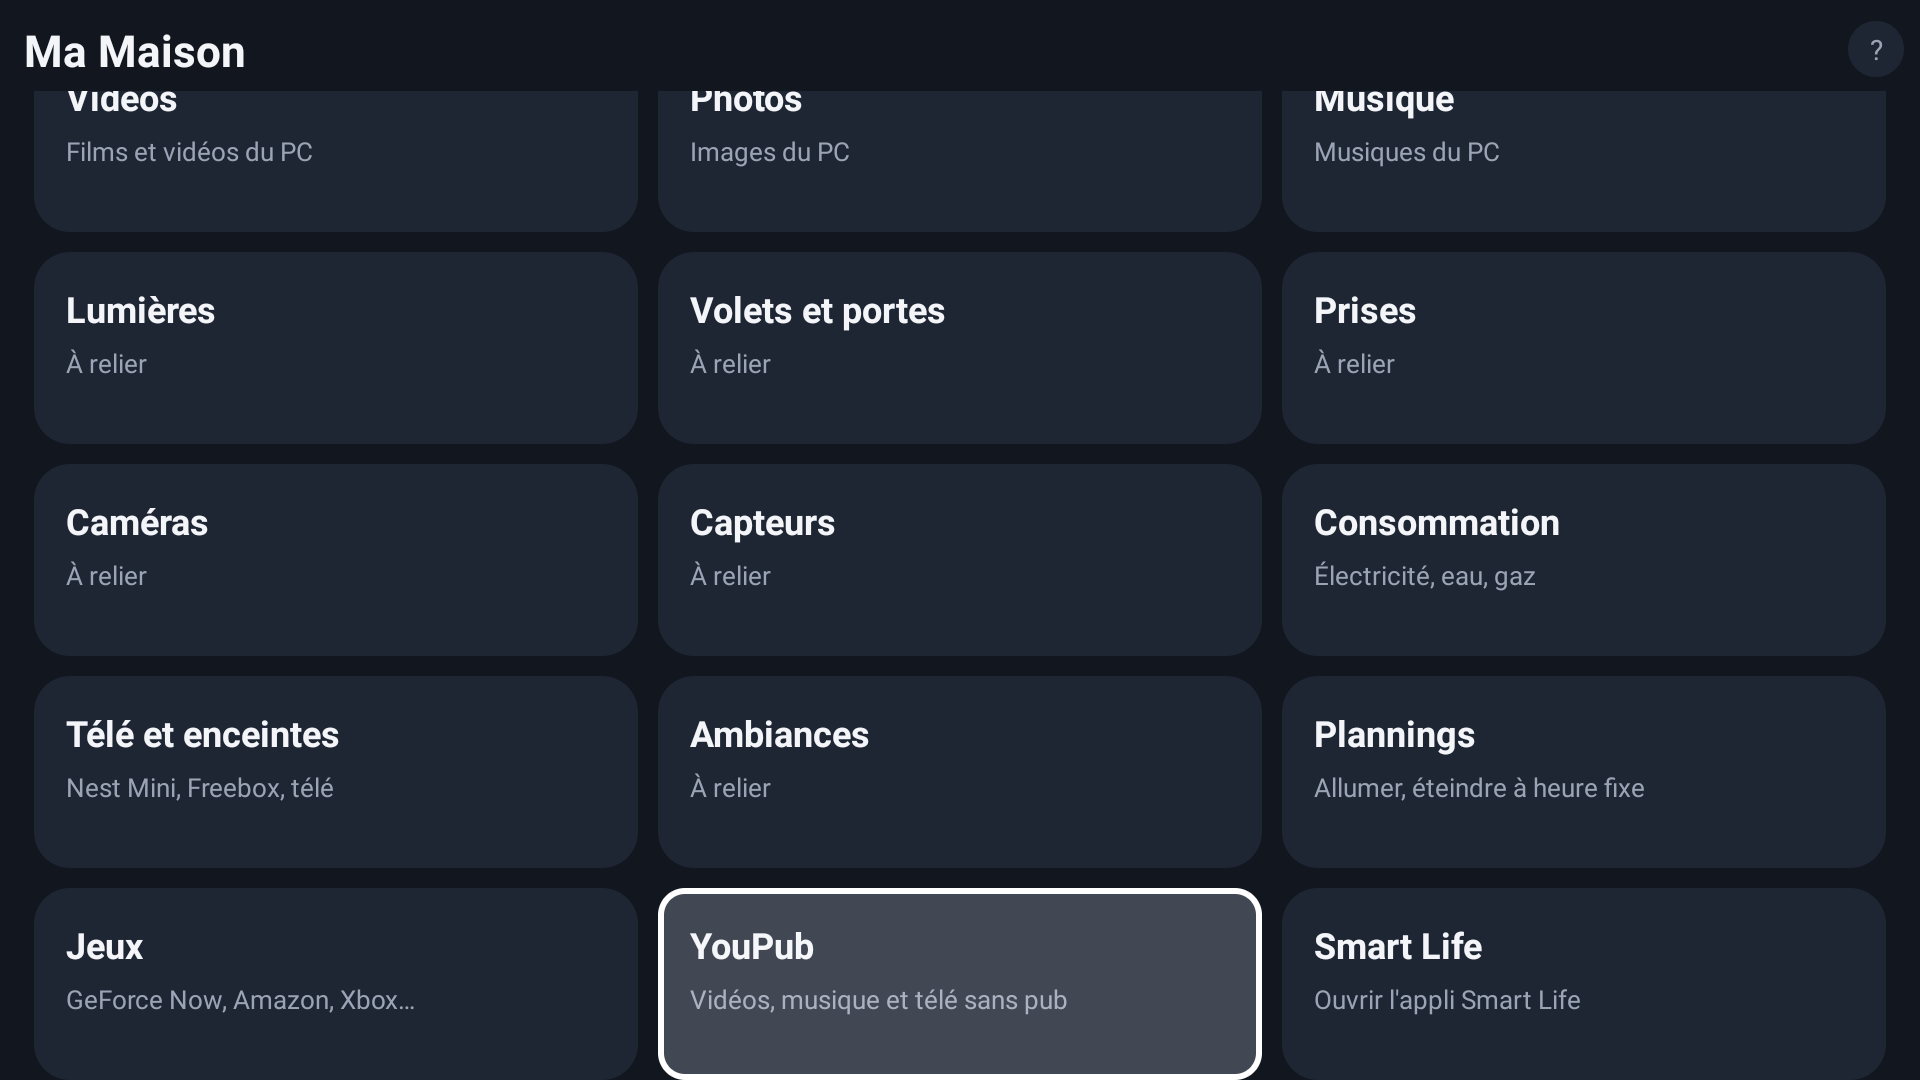 Ma Maison
?
Vidéos
Photos
Musique
Films et vidéos du PC
Images du PC
Musiques du PC
Lumières
Volets et portes
Prises
À relier
À relier
À relier
Caméras
Capteurs
Consommation
À relier
À relier
Électricité, eau, gaz
Télé et enceintes
Ambiances
Plannings
Nest Mini, Freebox, télé
À relier
Allumer, éteindre à heure fixe
Jeux
YouPub
Smart Life
GeForce Now, Amazon, Xbox…
Vidéos, musique et télé sans pub
Ouvrir l'appli Smart Life